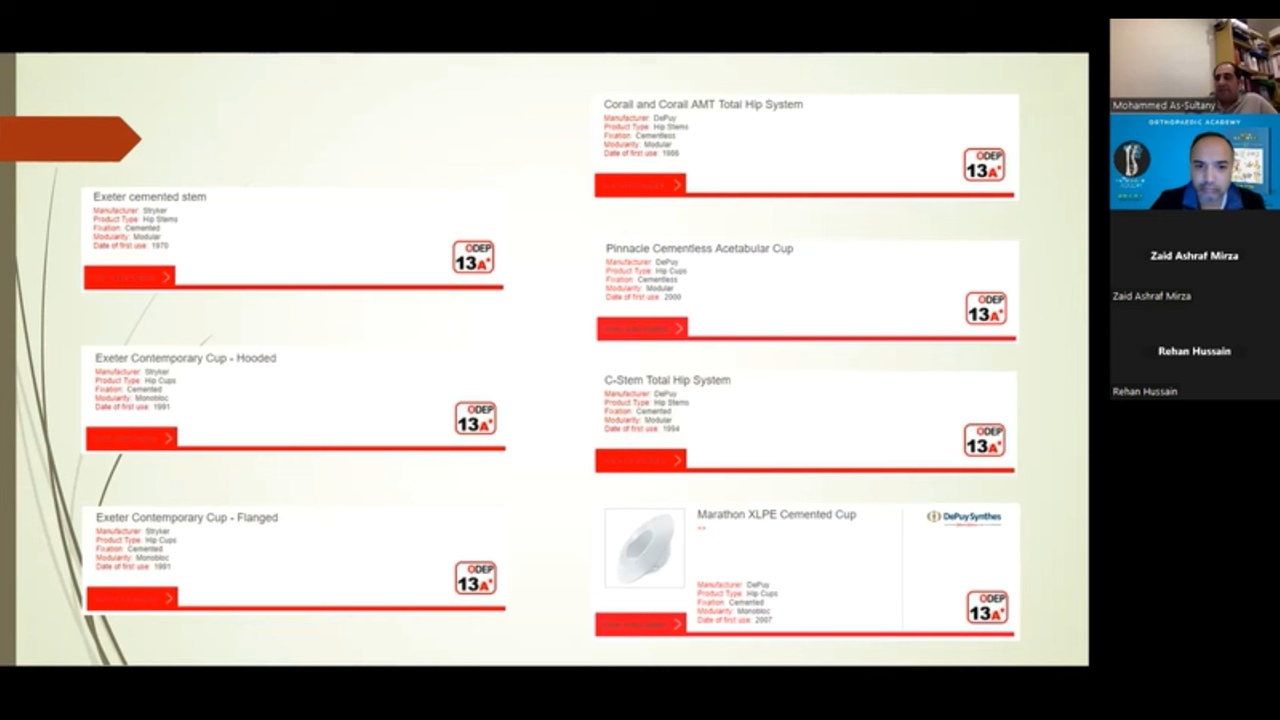 Exeter cemented stem
Manufacturer: Stryker
Product Type: Hip Stems
Fixation: Cemented
Modularity: Modular
Date of first use: 1970
ODEP
13A*
Exeter Contemporary Cup - Hooded
Manufacturer: Stryker
Product Type: Hip Cups
Fixation: Cemented
Modularity: Monobloc
Date of first use: 1991
ODEP
13A*
Exeter Contemporary Cup - Flanged
Manufacturer: Stryker
Product Type: Hip Cups
Fixation: Cemented
Modularity: Monobloc
Date of first use: 1991
ODEP
13A*
Corail and Corail AMT Total Hip System
Manufacturer: DePuy
Product Type: Hip Stems
Fixation: Cementless
Modularity: Modular
Date of first use: 1986
ODEP
13A*
Pinnacle Cementless Acetabular Cup
Manufacturer: DePuy
Product Type: Hip Cups
Fixation: Cementless
Modularity: Modular
Date of first use: 2000
ODEP
13A*
C-Stem Total Hip System
Manufacturer: DePuy
Product Type: Hip Stems
Fixation: Cemented
Modularity: Modular
Date of first use: 1994
ODEP
13A*
Marathon XLPE Cemented Cup
DePuy Synthes
Manufacturer: DePuy
Product Type: Hip Cups
Fixation: Cemented
Modularity: Monobloc
Date of first use: 2007
ODEP
13A*
Mohammed As-Sultany
ORTHOPAEDIC ACADEMY
Zaid Ashraf Mirza
Zaid Ashraf Mirza
Rehan Hussain
Rehan Hussain